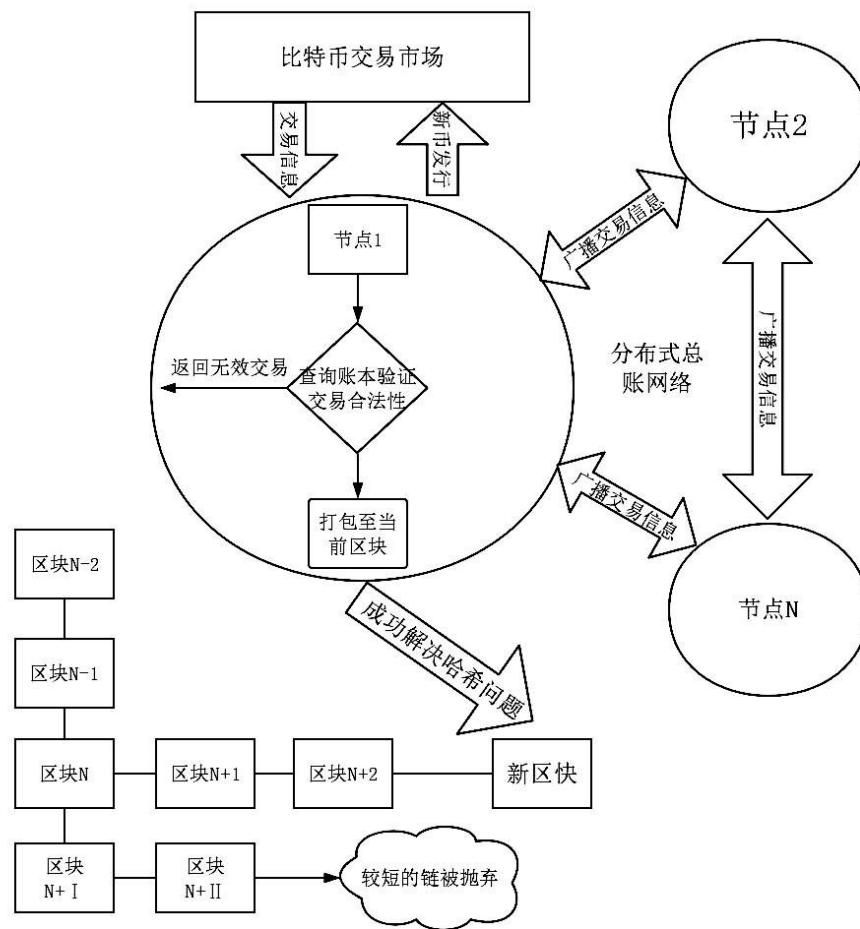 比特币交易市场
交易信息
新币发行
节点2
节点1
广播交易信息
返回无效交易
查询账本验证
交易合法性
分布式总
账网络
广播交易信息
广播交易信息
打包至当
前区块
节点N
成功解决哈希问题
区块N-2
区块N-1
区块N
区块N+1
区块N+2
新区快
区块
N+Ⅰ
区块
N+Ⅱ
较短的链被抛弃